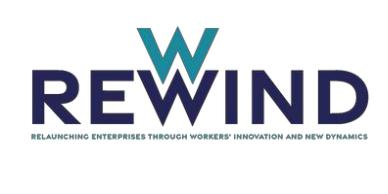 REWIND
RELAUNCHING ENTERPRISES THROUGH WORKERS' INNOVATION AND NEW DYNAMICS